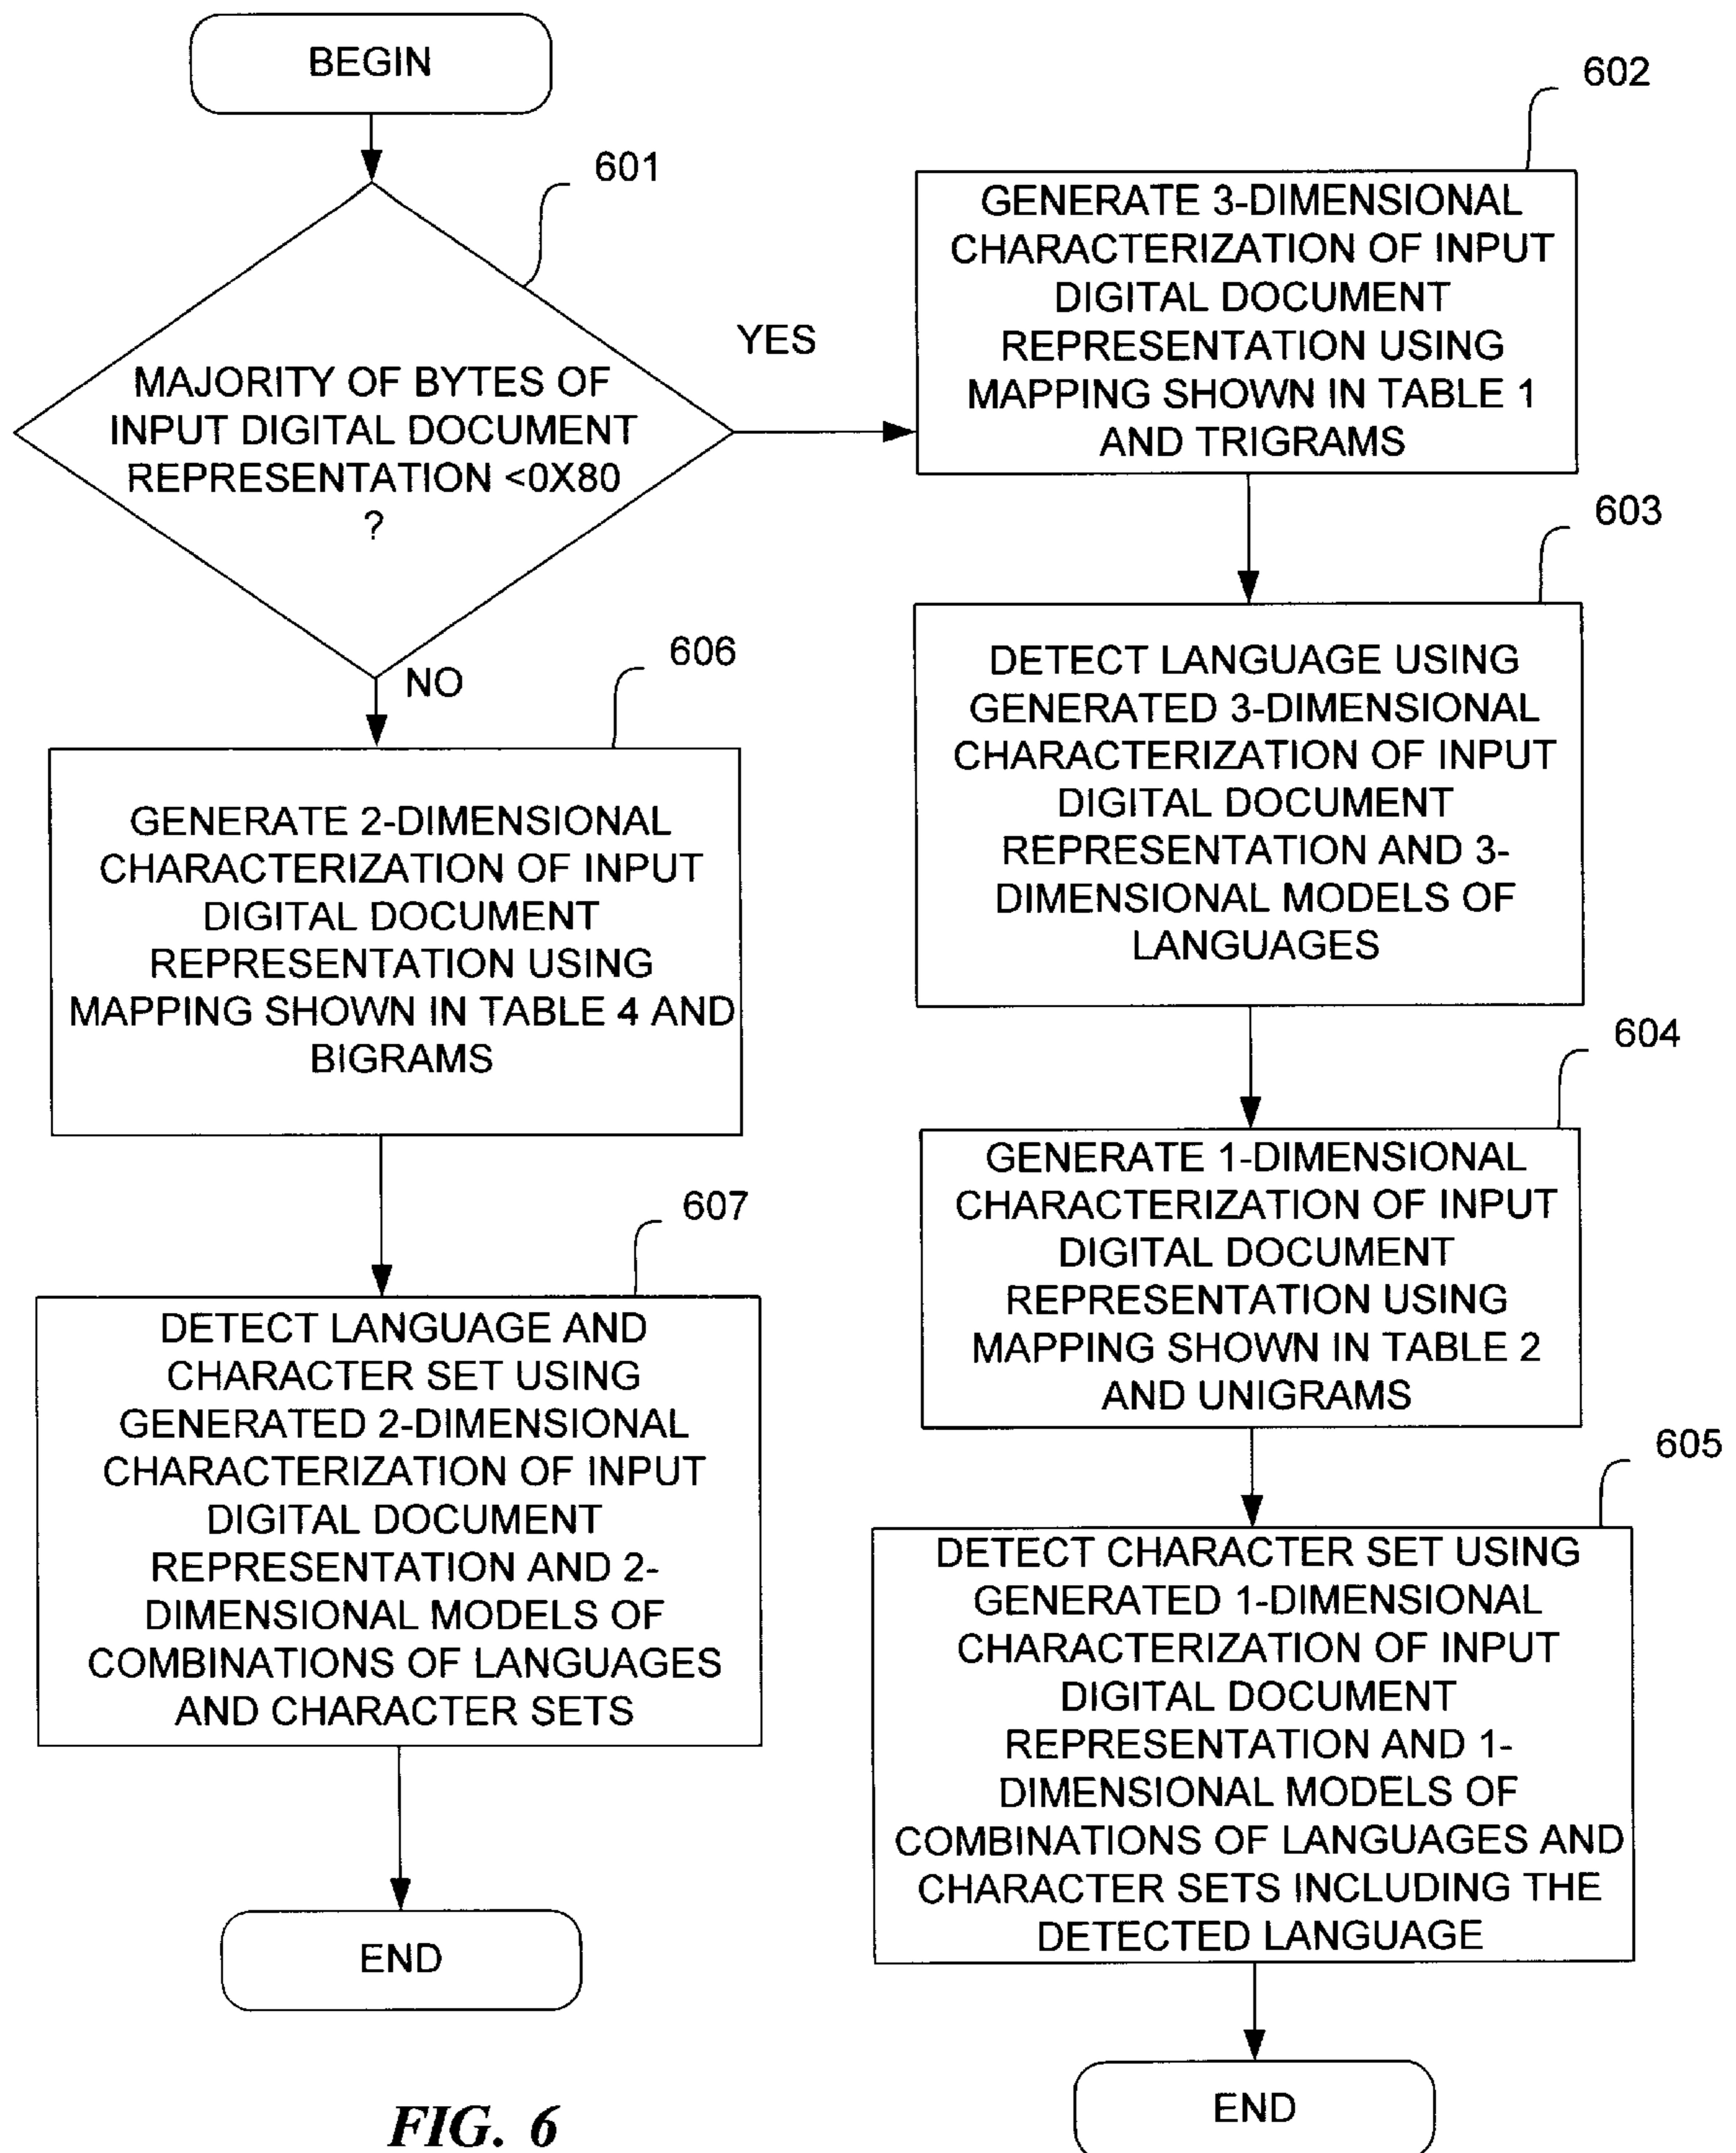 BEGIN
601
MAJORITY OF BYTES OF
INPUT DIGITAL DOCUMENT
REPRESENTATION <0X80
?
YES
NO
602
GENERATE 3-DIMENSIONAL
CHARACTERIZATION OF INPUT
DIGITAL DOCUMENT
REPRESENTATION USING
MAPPING SHOWN IN TABLE 1
AND TRIGRAMS
603
DETECT LANGUAGE USING
GENERATED 3-DIMENSIONAL
CHARACTERIZATION OF INPUT
DIGITAL DOCUMENT
REPRESENTATION AND 3-
DIMENSIONAL MODELS OF
LANGUAGES
604
GENERATE 1-DIMENSIONAL
CHARACTERIZATION OF INPUT
DIGITAL DOCUMENT
REPRESENTATION USING
MAPPING SHOWN IN TABLE 2
AND UNIGRAMS
605
DETECT CHARACTER SET USING
GENERATED 1-DIMENSIONAL
CHARACTERIZATION OF INPUT
DIGITAL DOCUMENT
REPRESENTATION AND 1-
DIMENSIONAL MODELS OF
COMBINATIONS OF LANGUAGES AND
CHARACTER SETS INCLUDING THE
DETECTED LANGUAGE
END
606
GENERATE 2-DIMENSIONAL
CHARACTERIZATION OF INPUT
DIGITAL DOCUMENT
REPRESENTATION USING
MAPPING SHOWN IN TABLE 4 AND
BIGRAMS
607
DETECT LANGUAGE AND
CHARACTER SET USING
GENERATED 2-DIMENSIONAL
CHARACTERIZATION OF INPUT
DIGITAL DOCUMENT
REPRESENTATION AND 2-
DIMENSIONAL MODELS OF
COMBINATIONS OF LANGUAGES
AND CHARACTER SETS
END
FIG. 6